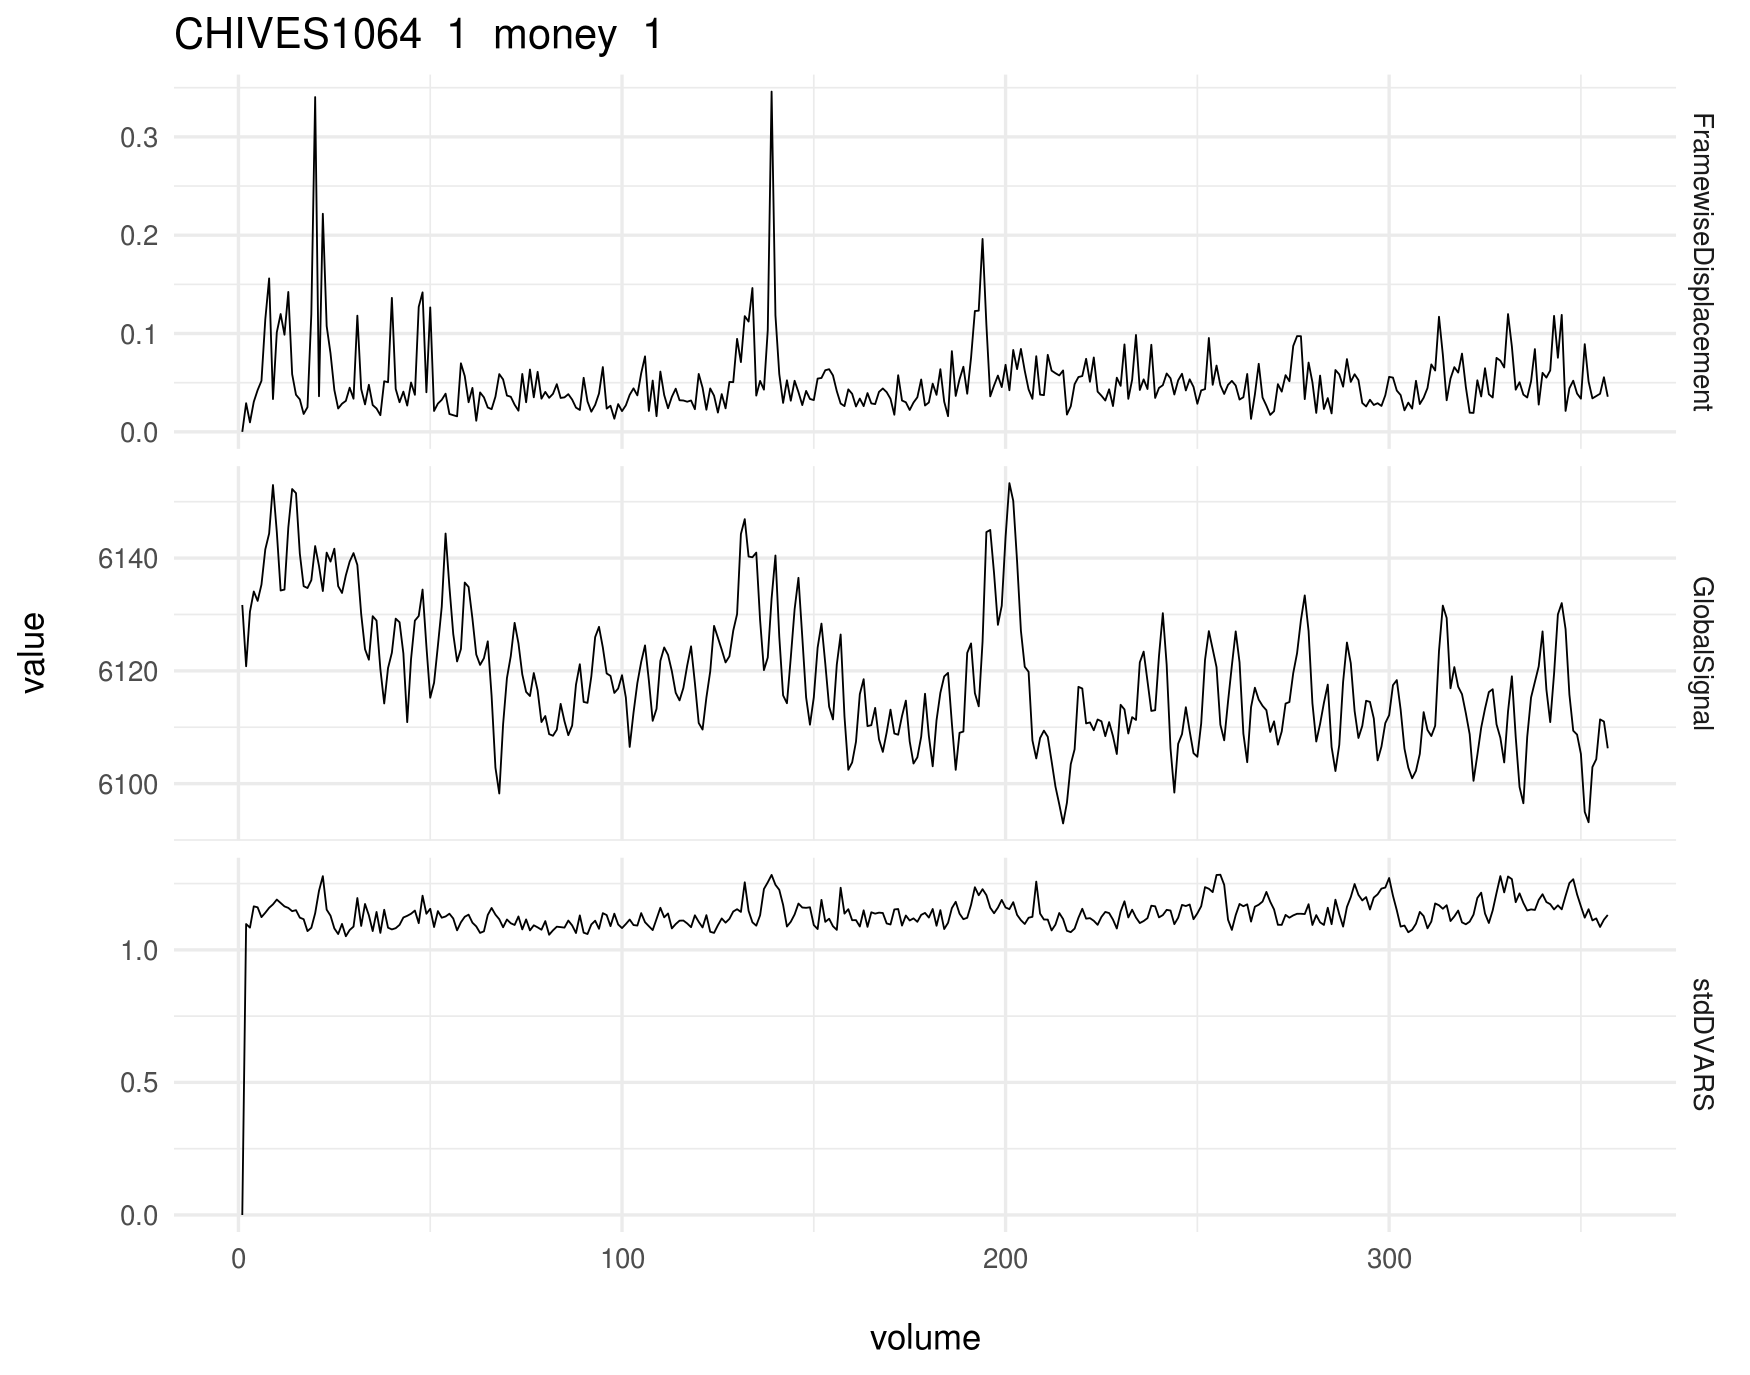 CHIVES1064 1 money 1
0.3
0.2
0.1
0.0
FramewiseDisplacement
value
6140
6120
6100
GlobalSignal
1.0
0.5
0.0
stdDVARS
0 100 200 300
volume